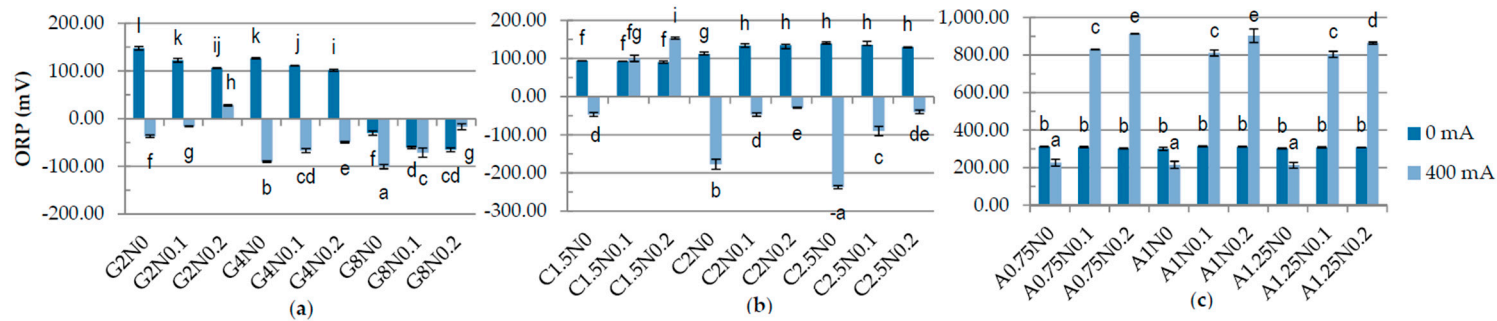 ORP (mV)
200.00
100.00
0.00
-100.00
-200.00
l k ij h k j i
f g b cd e f a d c cd g
G2N0 G2N0.1 G2N0.2 G4N0 G4N0.1 G4N0.2 G8N0 G8N0.1 G8N0.2
(a)
200.00
100.00
0.00
-100.00
-200.00
-300.00
f f fg f i g h h h h h
d b d e -a c de
C1.5N0 C1.5N0.1 C1.5N0.2 C2N0 C2N0.1 C2N0.2 C2.5N0 C2.5N0.1 C2.5N0.2
(b)
1,000.00
800.00
600.00
400.00
200.00
0.00
c e c e c d
b a b b b a b b b a b b
A0.75N0 A0.75N0.1 A0.75N0.2 A1N0 A1N0.1 A1N0.2 A1.25N0 A1.25N0.1 A1.25N0.2
(c)
0 mA
400 mA